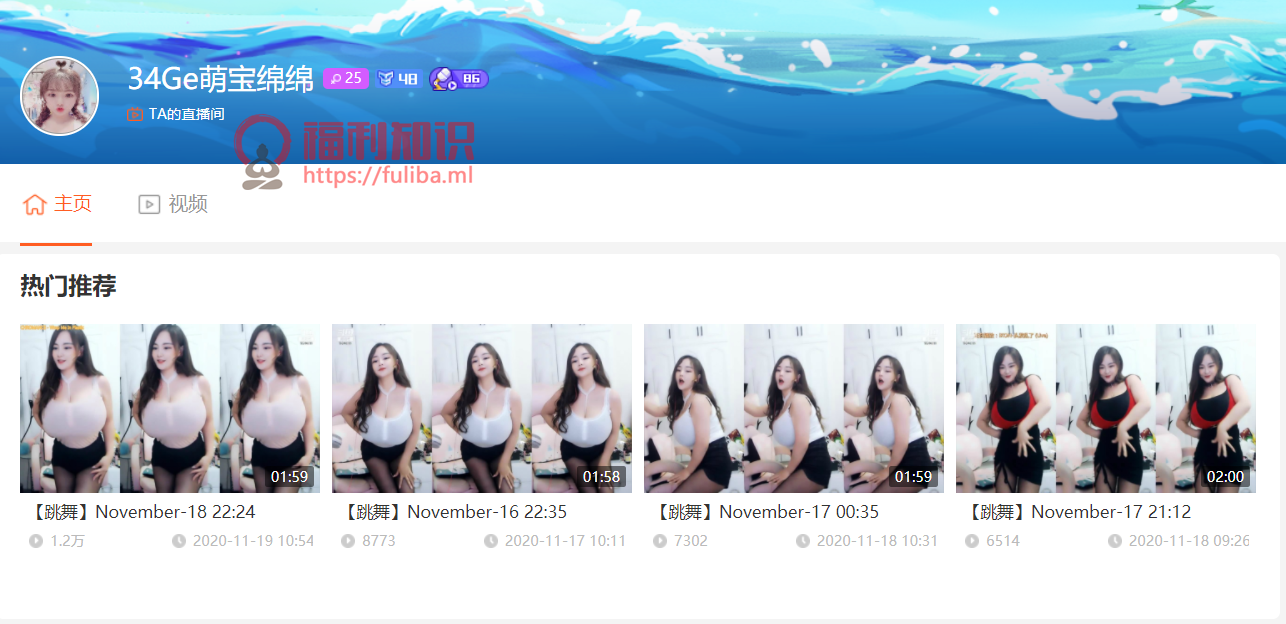 34Ge萌宝绵绵 25 48 86
TA的直播间
福利知识
https://fuliba.ml
主页 视频
热门推荐
01:59 01:58 01:59 02:00
【跳舞】November-18 22:24
1.2万 2020-11-19 10:54
【跳舞】November-16 22:35
8773 2020-11-17 10:11
【跳舞】November-17 00:35
7302 2020-11-18 10:31
【跳舞】November-17 21:12
6514 2020-11-18 09:26